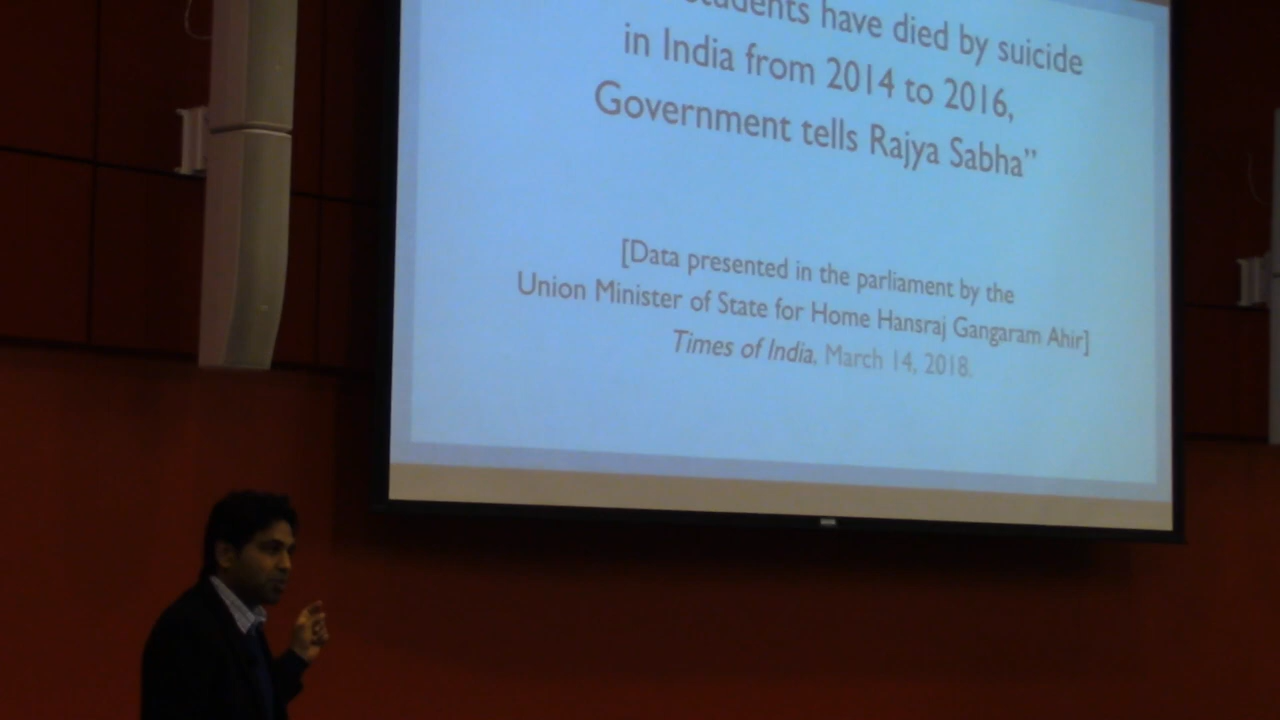 students have died by suicide
in India from 2014 to 2016,
Government tells Rajya Sabha”
[Data presented in the parliament by the
Union Minister of State for Home Hansraj Gangaram Ahir]
Times of India, March 14, 2018.